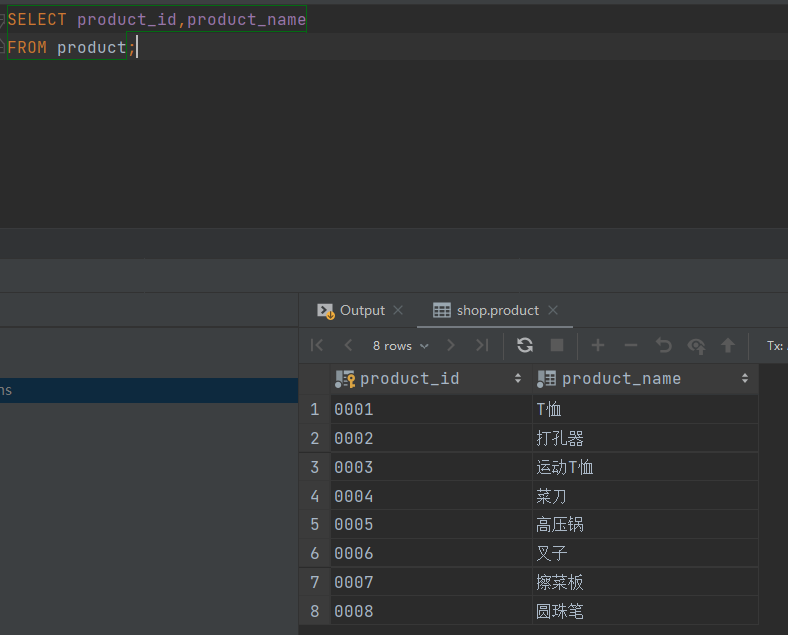 SELECT product_id,product_name
FROM product;
Output shop.product
8 rows Tx:
ns
product_id product_name
1 0001 T恤
2 0002 打孔器
3 0003 运动T恤
4 0004 菜刀
5 0005 高压锅
6 0006 叉子
7 0007 擦菜板
8 0008 圆珠笔